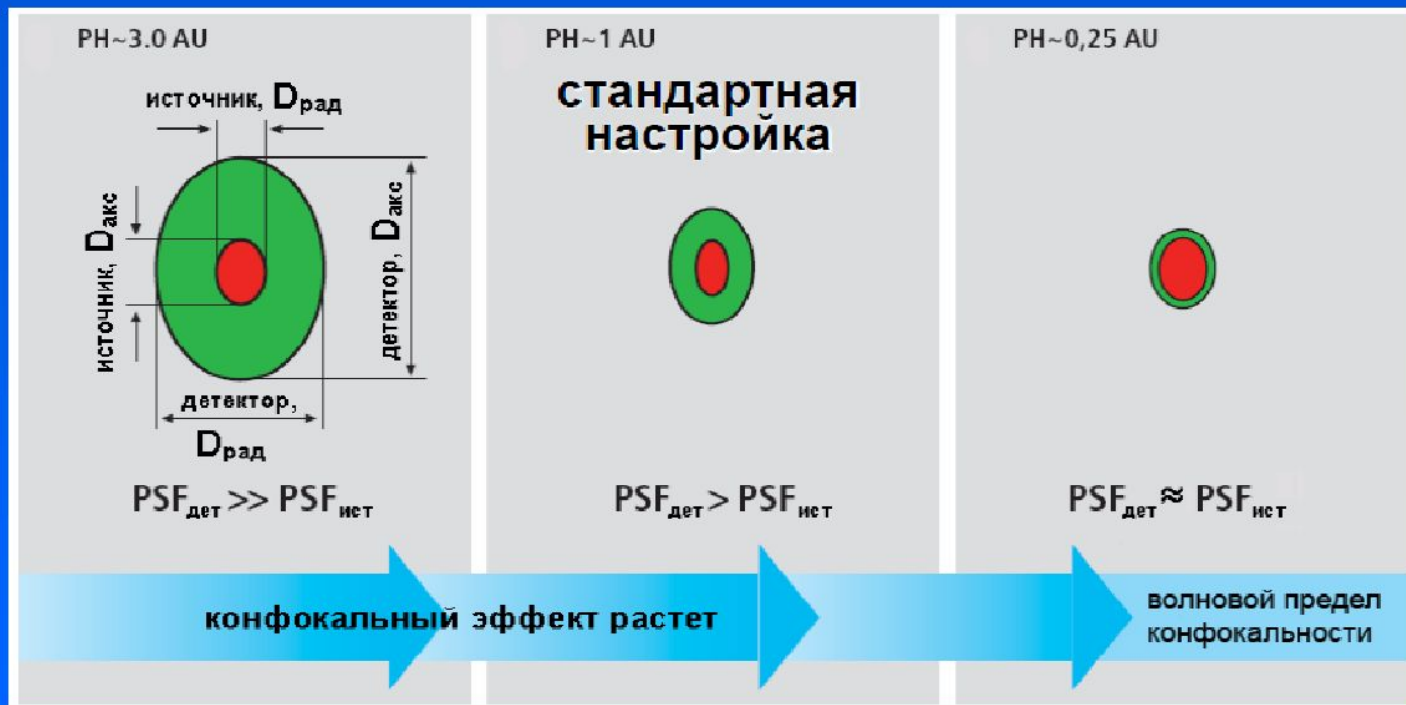 PH~3.0 AU
источник, Dрад
источник, Dакс
детектор, Dакс
детектор,
Dрад
PSFдет >> PSFист
PH~1 AU
стандартная
настройка
PSFдет > PSFист
PH~0,25 AU
PSFдет ≈ PSFист
конфокальный эффект растет
волновой предел
конфокальности